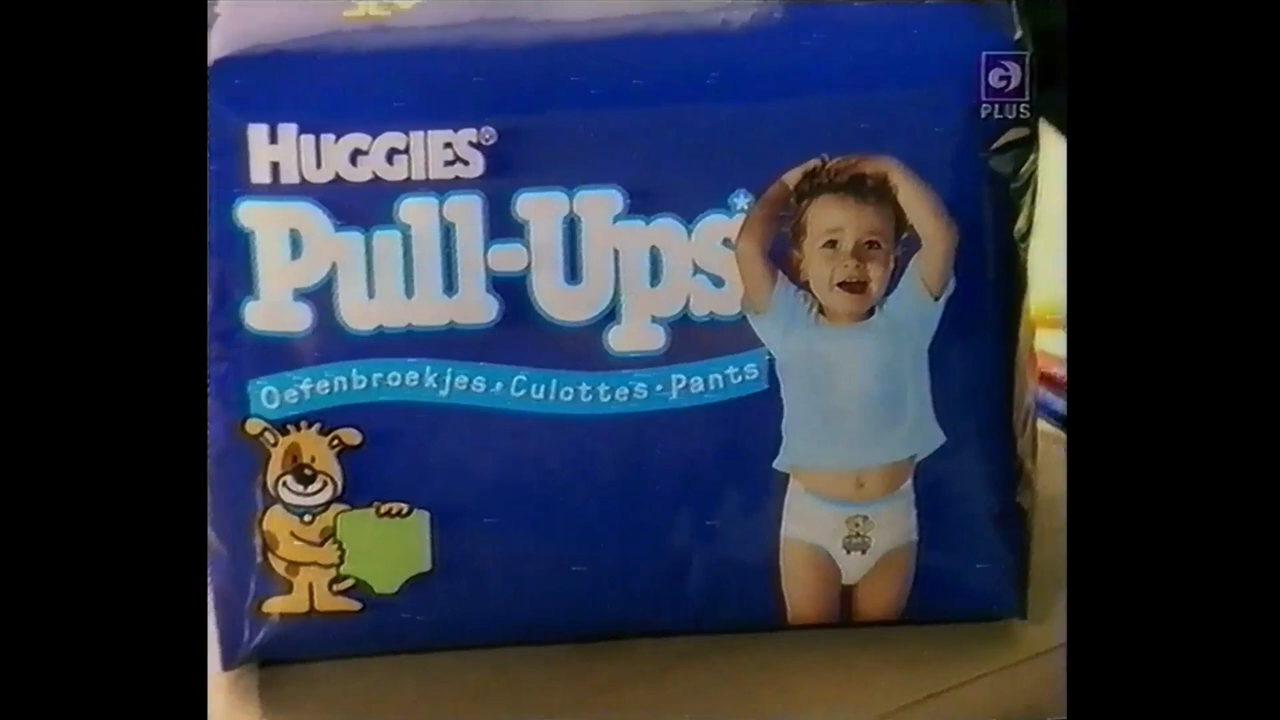 HUGGIES®
Pull-Ups*
Oefenbroekjes • Culottes • Pants
G PLUS